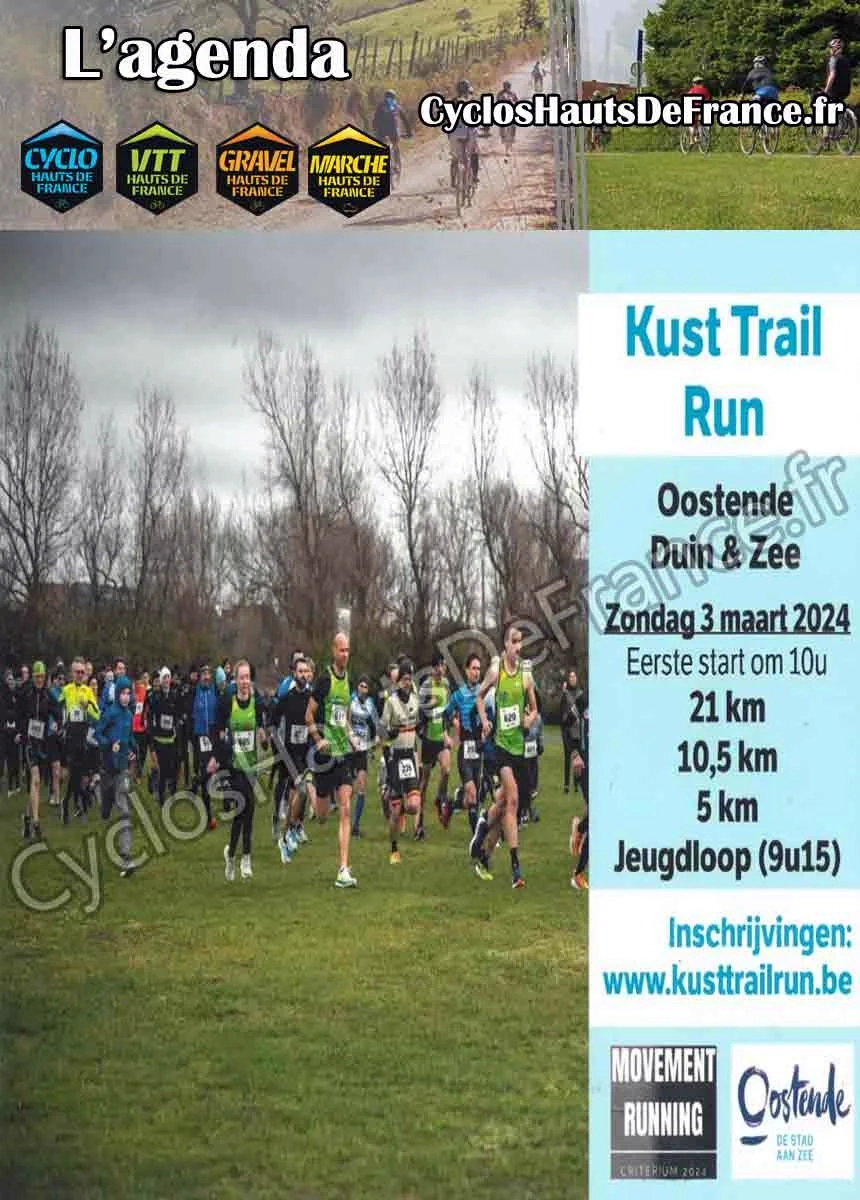 L'agenda
CyclosHautsDeFrance.fr
CYCLO
HAUTS DE
FRANCE
VTT
HAUTS DE
FRANCE
GRAVEL
HAUTS DE
FRANCE
MARCHE
HAUTS DE
FRANCE
Kust Trail
Run
Oostende
Duin & Zee
Zondag 3 maart 2024
Eerste start om 10u
21 km
10,5 km
5 km
Jeugdloop (9u15)
CyclosHautsDeFrance.fr
Inschrijvingen:
www.kusttrailrun.be
MOVEMENT
RUNNING
CRITERIUM 2024
Oostende
DE STAD
AAN ZEE